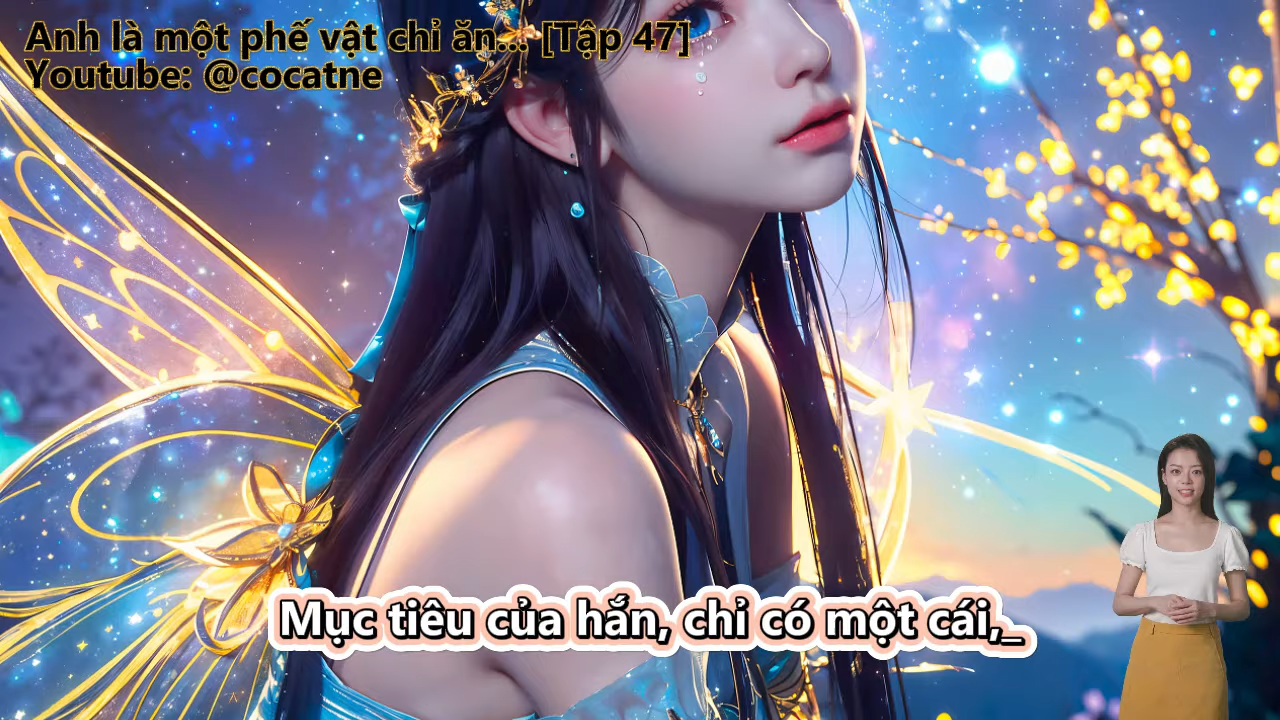 Anh là một phế vật chỉ ăn... [Tập 47]
Youtube: @cocatne
Mục tiêu của hắn, chỉ có một cái,_